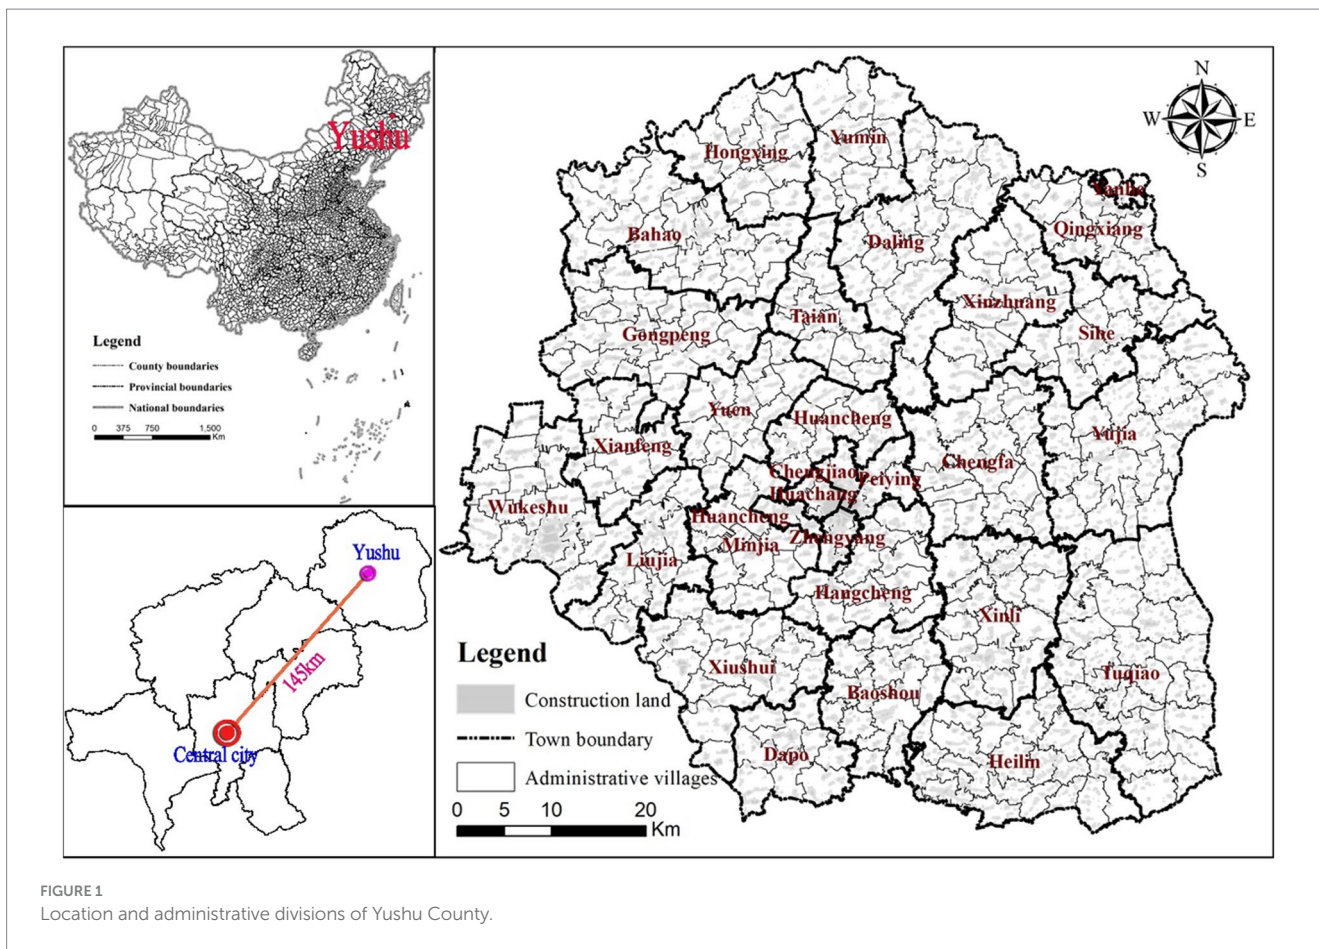 Yushu
Legend
County boundaries
Provincial boundaries
National boundaries
0 375 750 1,500
Km
Yushu
145km
Central city
N
W E
S
Hongxing
Yumin
Yanhe
Bahao
Daling
Qingxiang
Xinzhuang
Taian
Gongpeng
Sihe
Yuen
Huancheng
Xianfeng
Chengfa
Yujia
Chengjiao
Peiying
Huachang
Wukeshu
Huancheng
Zhengyang
Minjia
Liujia
Hangcheng
Xinli
Xiushui
Baoshou
Tuqiao
Dapo
Heilin
Legend
Construction land
Town boundary
Administrative villages
0 5 10 20
Km
FIGURE 1
Location and administrative divisions of Yushu County.